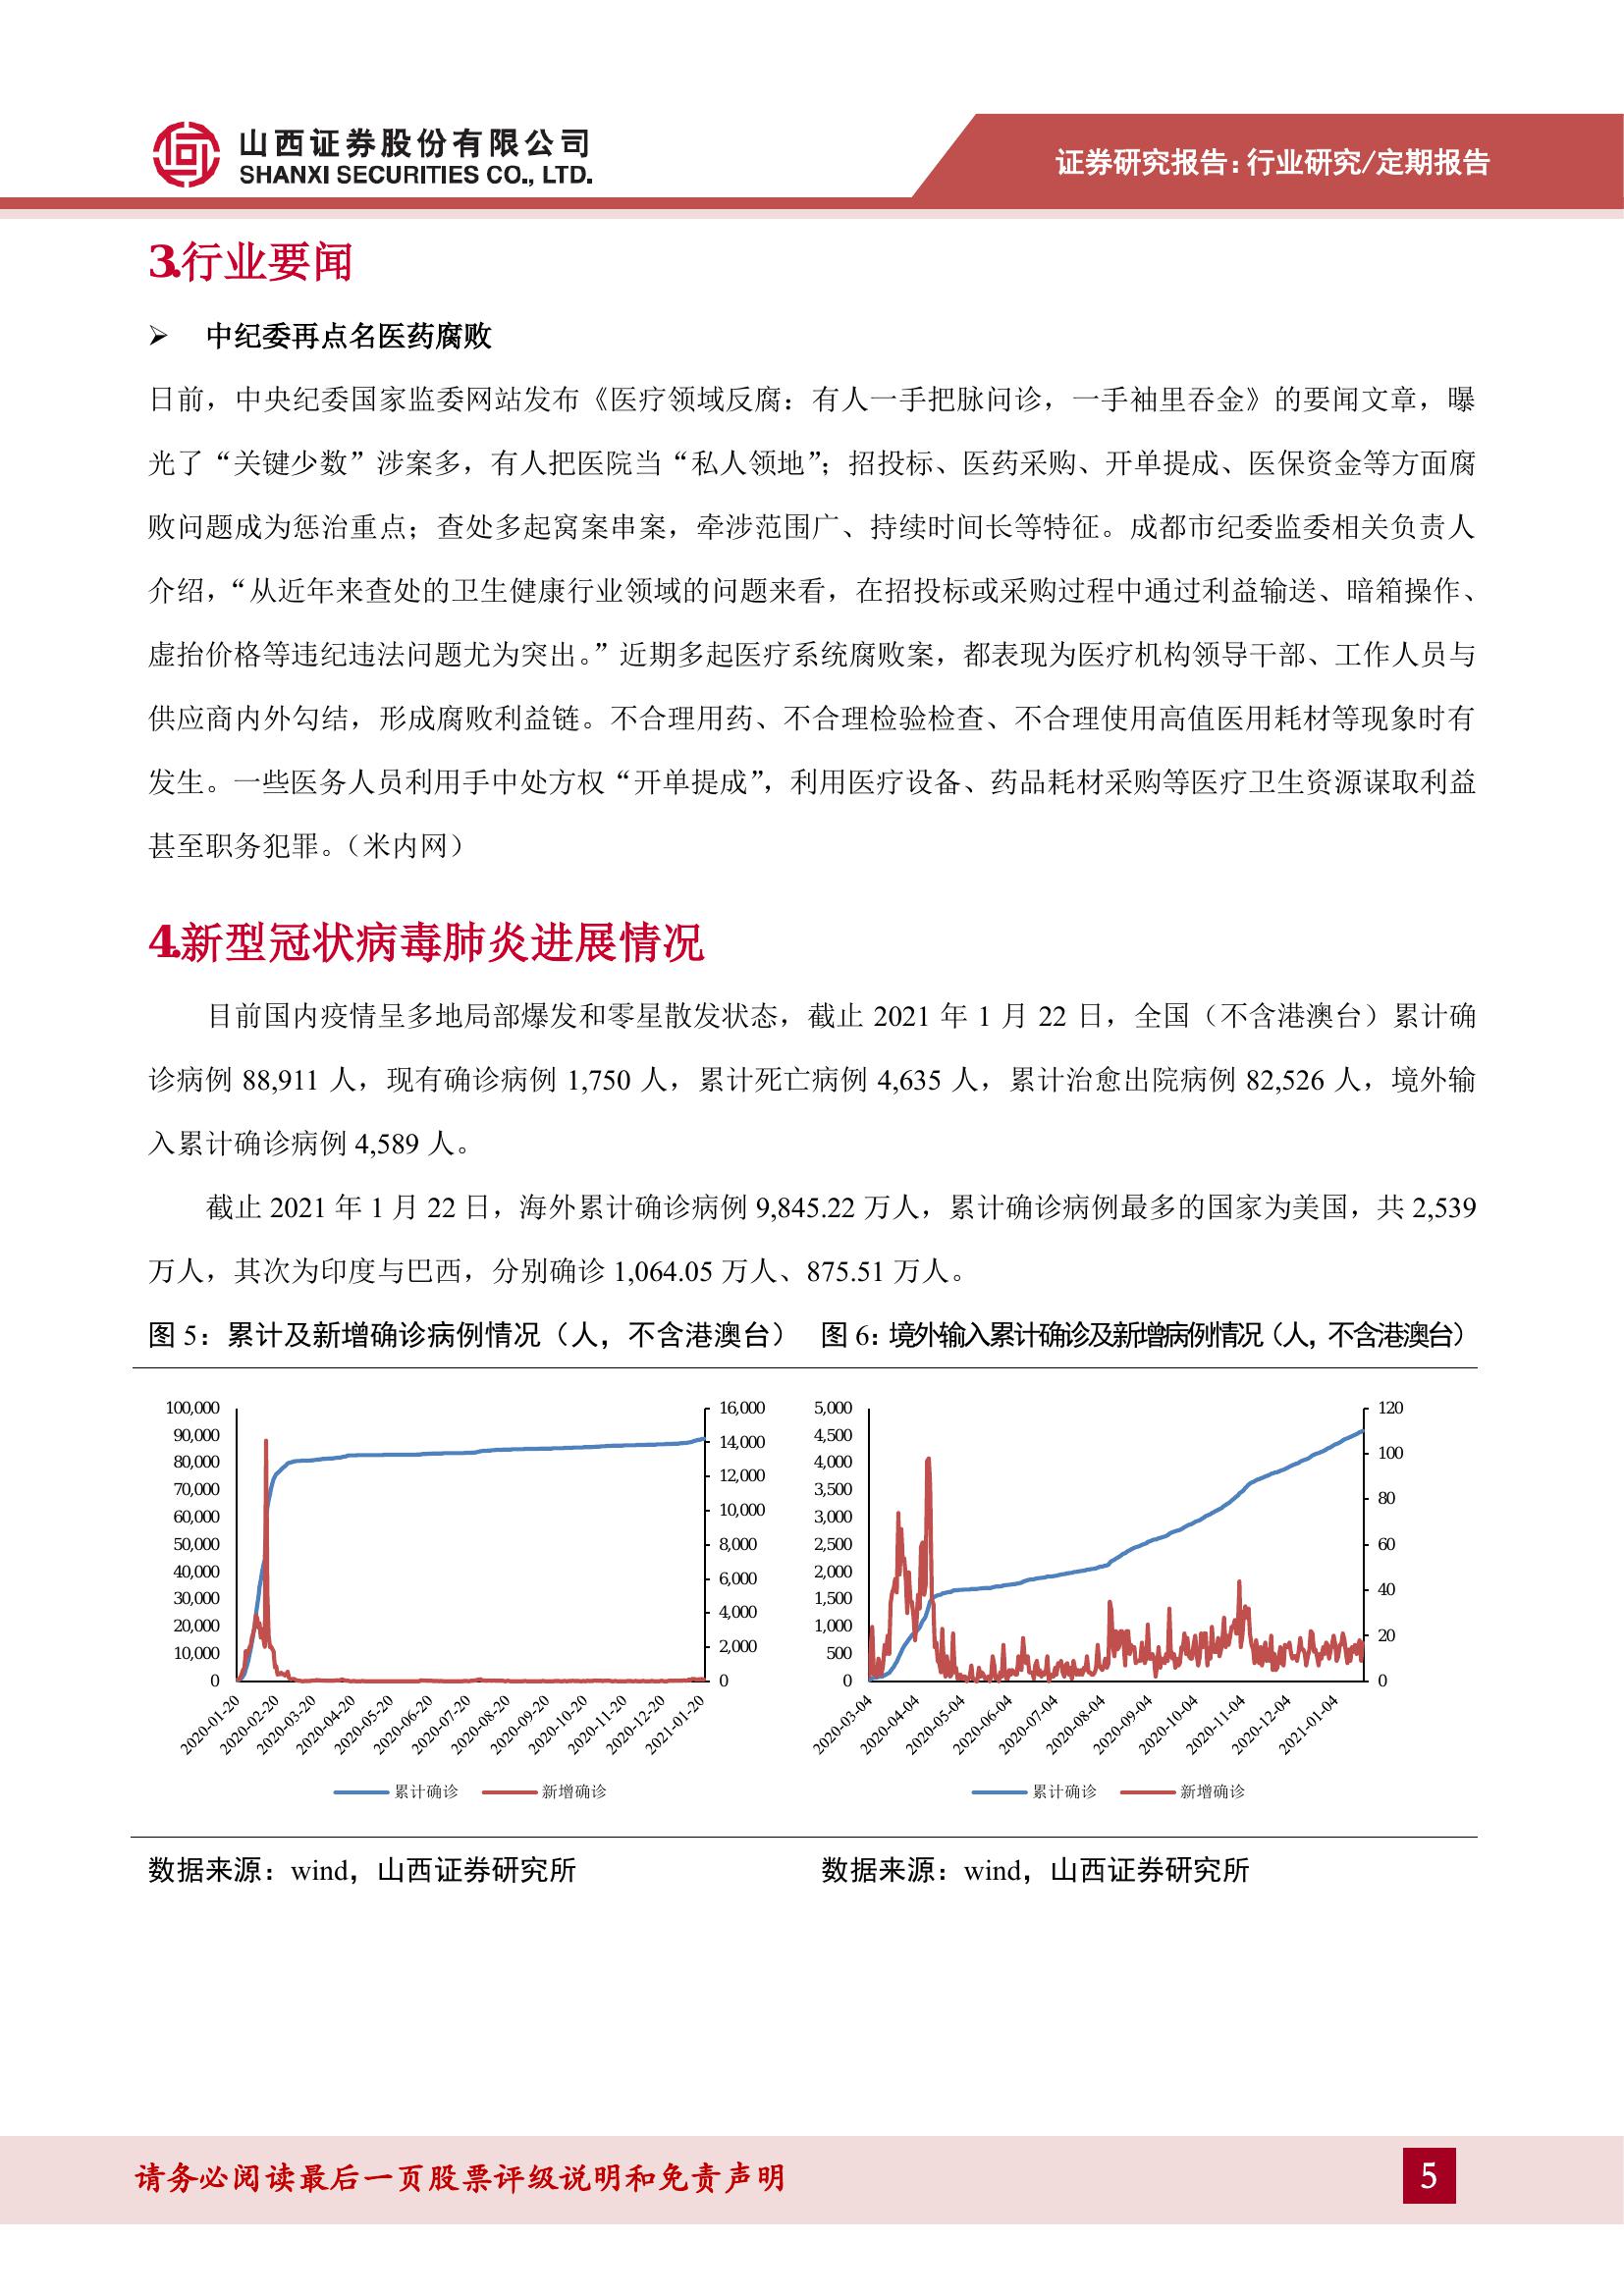 山西证券股份有限公司
SHANXI SECURITIES CO., LTD.
证券研究报告：行业研究/定期报告
3.行业要闻
➢ 中纪委再点名医药腐败
日前，中央纪委国家监委网站发布《医疗领域反腐：有人一手把脉问诊，一手袖里吞金》的要闻文章，曝
光了“关键少数”涉案多，有人把医院当“私人领地”；招投标、医药采购、开单提成、医保资金等方面腐
败问题成为惩治重点；查处多起窝案串案，牵涉范围广、持续时间长等特征。成都市纪委监委相关负责人
介绍，“从近年来查处的卫生健康行业领域的问题来看，在招投标或采购过程中通过利益输送、暗箱操作、
虚抬价格等违纪违法问题尤为突出。”近期多起医疗系统腐败案，都表现为医疗机构领导干部、工作人员与
供应商内外勾结，形成腐败利益链。不合理用药、不合理检验检查、不合理使用高值医用耗材等现象时有
发生。一些医务人员利用手中处方权“开单提成”，利用医疗设备、药品耗材采购等医疗卫生资源谋取利益
甚至职务犯罪。（米内网）
4.新型冠状病毒肺炎进展情况
目前国内疫情呈多地局部爆发和零星散发状态，截止 2021 年 1 月 22 日，全国（不含港澳台）累计确
诊病例 88,911 人，现有确诊病例 1,750 人，累计死亡病例 4,635 人，累计治愈出院病例 82,526 人，境外输
入累计确诊病例 4,589 人。
截止 2021 年 1 月 22 日，海外累计确诊病例 9,845.22 万人，累计确诊病例最多的国家为美国，共 2,539
万人，其次为印度与巴西，分别确诊 1,064.05 万人、875.51 万人。
图 5：累计及新增确诊病例情况（人，不含港澳台）
100,000
90,000
80,000
70,000
60,000
50,000
40,000
30,000
20,000
10,000
0
16,000
14,000
12,000
10,000
8,000
6,000
4,000
2,000
0
2020-01-20
2020-02-20
2020-03-20
2020-04-20
2020-05-20
2020-06-20
2020-07-20
2020-08-20
2020-09-20
2020-10-20
2020-11-20
2020-12-20
2021-01-20
累计确诊 新增确诊
数据来源：wind，山西证券研究所
图 6：境外输入累计确诊及新增病例情况（人，不含港澳台）
5,000
4,500
4,000
3,500
3,000
2,500
2,000
1,500
1,000
500
0
120
100
80
60
40
20
0
2020-03-04
2020-04-04
2020-05-04
2020-06-04
2020-07-04
2020-08-04
2020-09-04
2020-10-04
2020-11-04
2020-12-04
2021-01-04
累计确诊 新增确诊
数据来源：wind，山西证券研究所
请务必阅读最后一页股票评级说明和免责声明
5